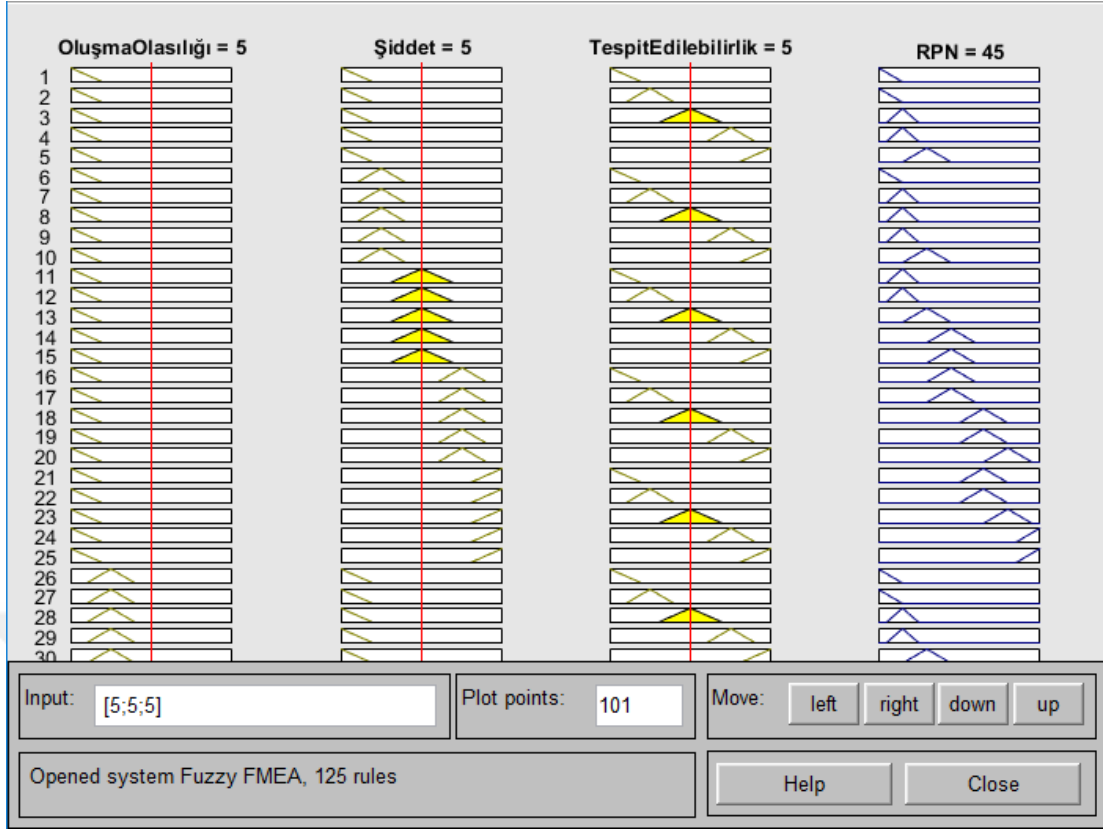 OluşmaOlasılığı = 5
Şiddet = 5
TespitEdilebilirlik = 5
RPN = 45
1
2
3
4
5
6
7
8
9
10
11
12
13
14
15
16
17
18
19
20
21
22
23
24
25
26
27
28
29
30
Input:
[5;5;5]
Plot points:
101
Move:
left
right
down
up
Opened system Fuzzy FMEA, 125 rules
Help
Close